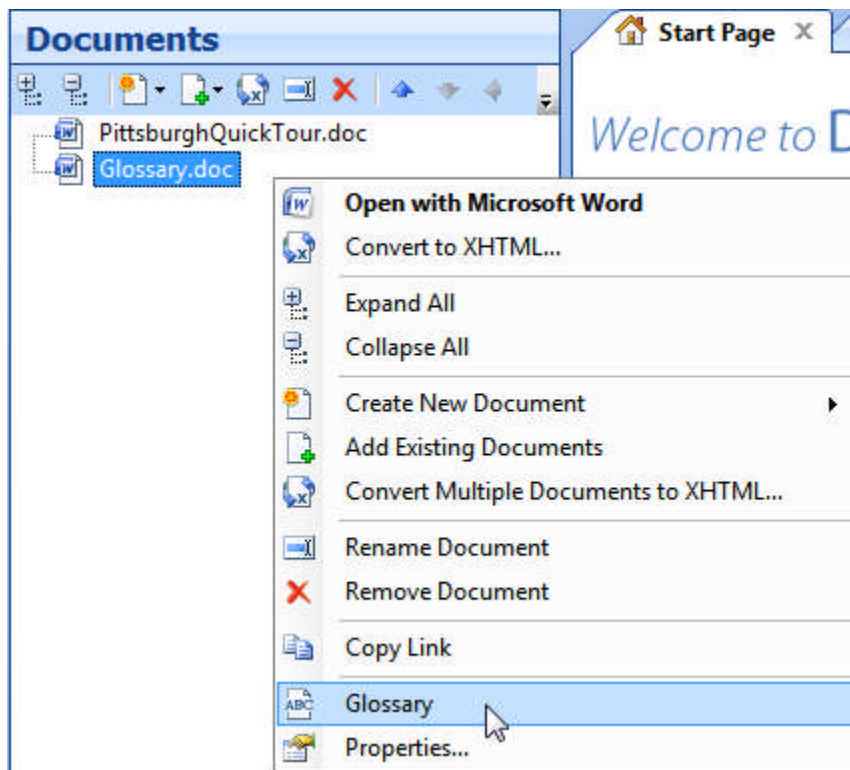 Documents
Start Page
PittsburghQuickTour.doc
Glossary.doc
Welcome to D
Open with Microsoft Word
Convert to XHTML...
Expand All
Collapse All
Create New Document
Add Existing Documents
Convert Multiple Documents to XHTML...
Rename Document
Remove Document
Copy Link
ABC Glossary
Properties...